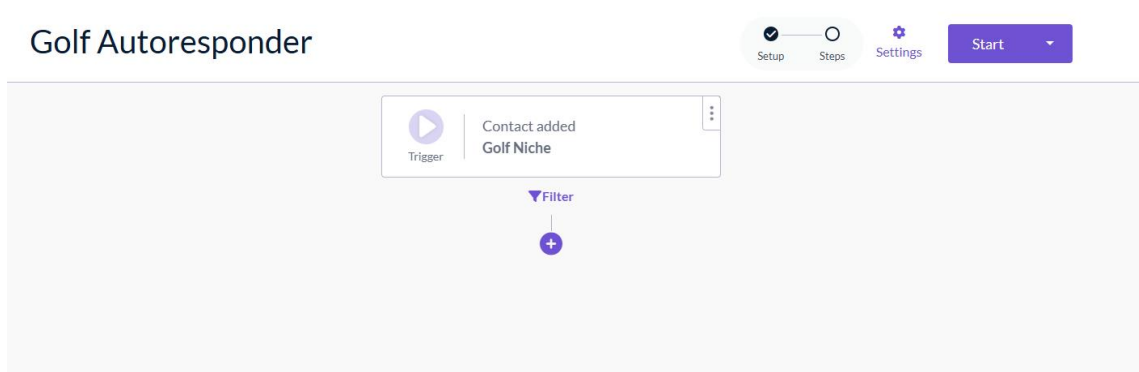 Golf Autoresponder
Setup
Steps
Settings
Start
Contact added
Golf Niche
Trigger
Filter